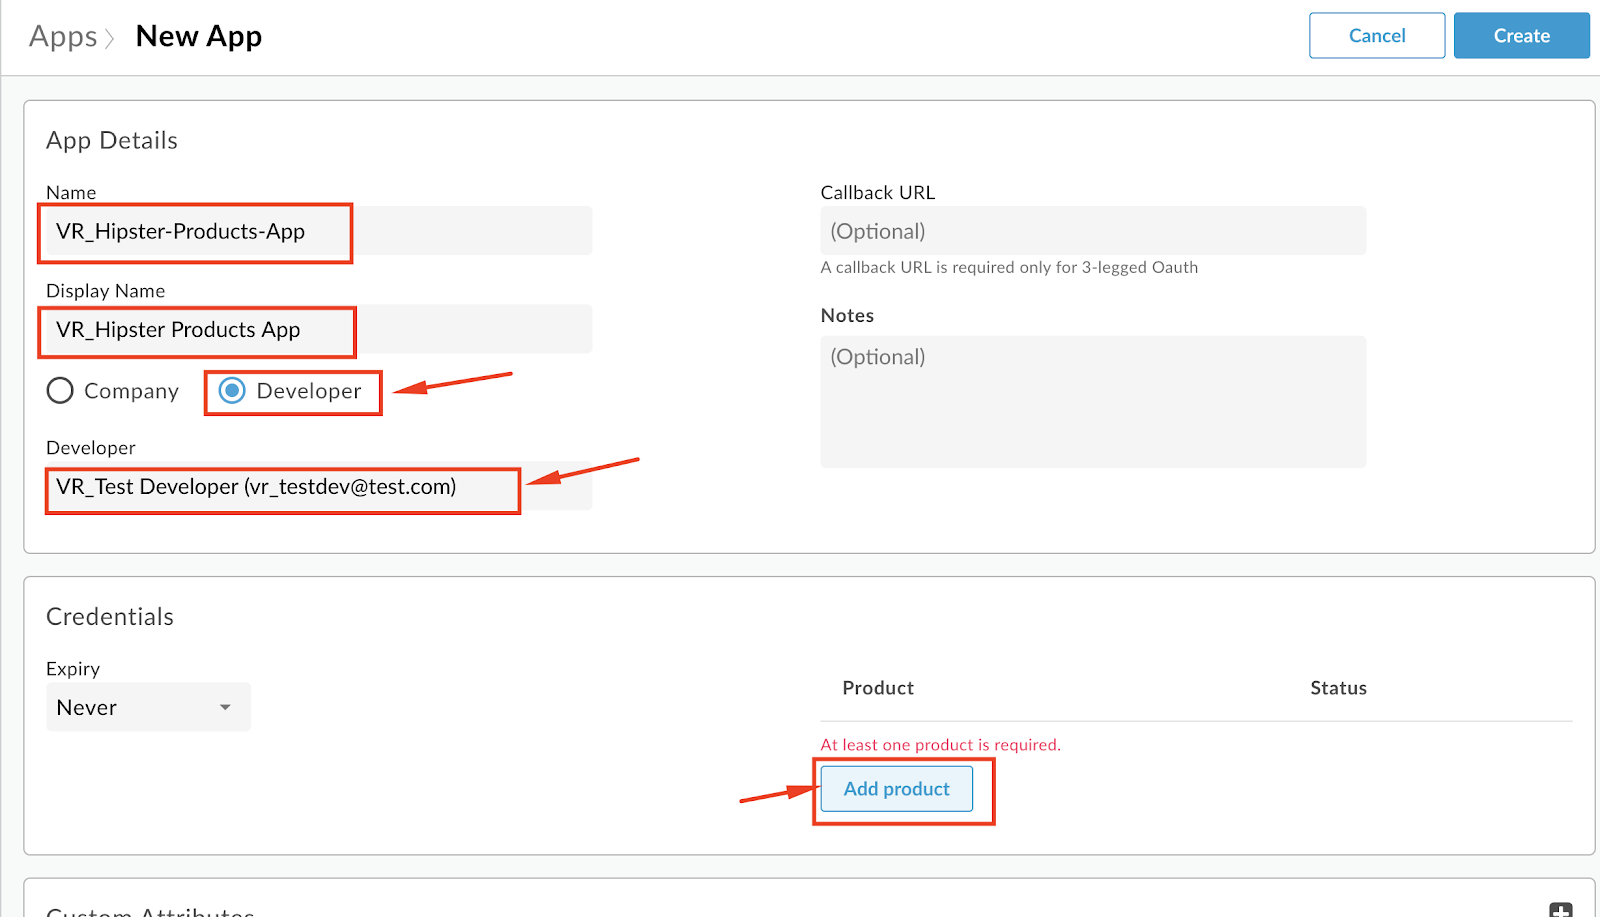 Apps > New App
Cancel
Create
App Details
Name
VR_Hipster-Products-App
Display Name
VR_Hipster Products App
Company
Developer
Developer
VR_Test Developer (vr_testdev@test.com)
Callback URL
(Optional)
A callback URL is required only for 3-legged Oauth
Notes
(Optional)
Credentials
Expiry
Never
Product
Status
At least one product is required.
Add product
Custom Attributes